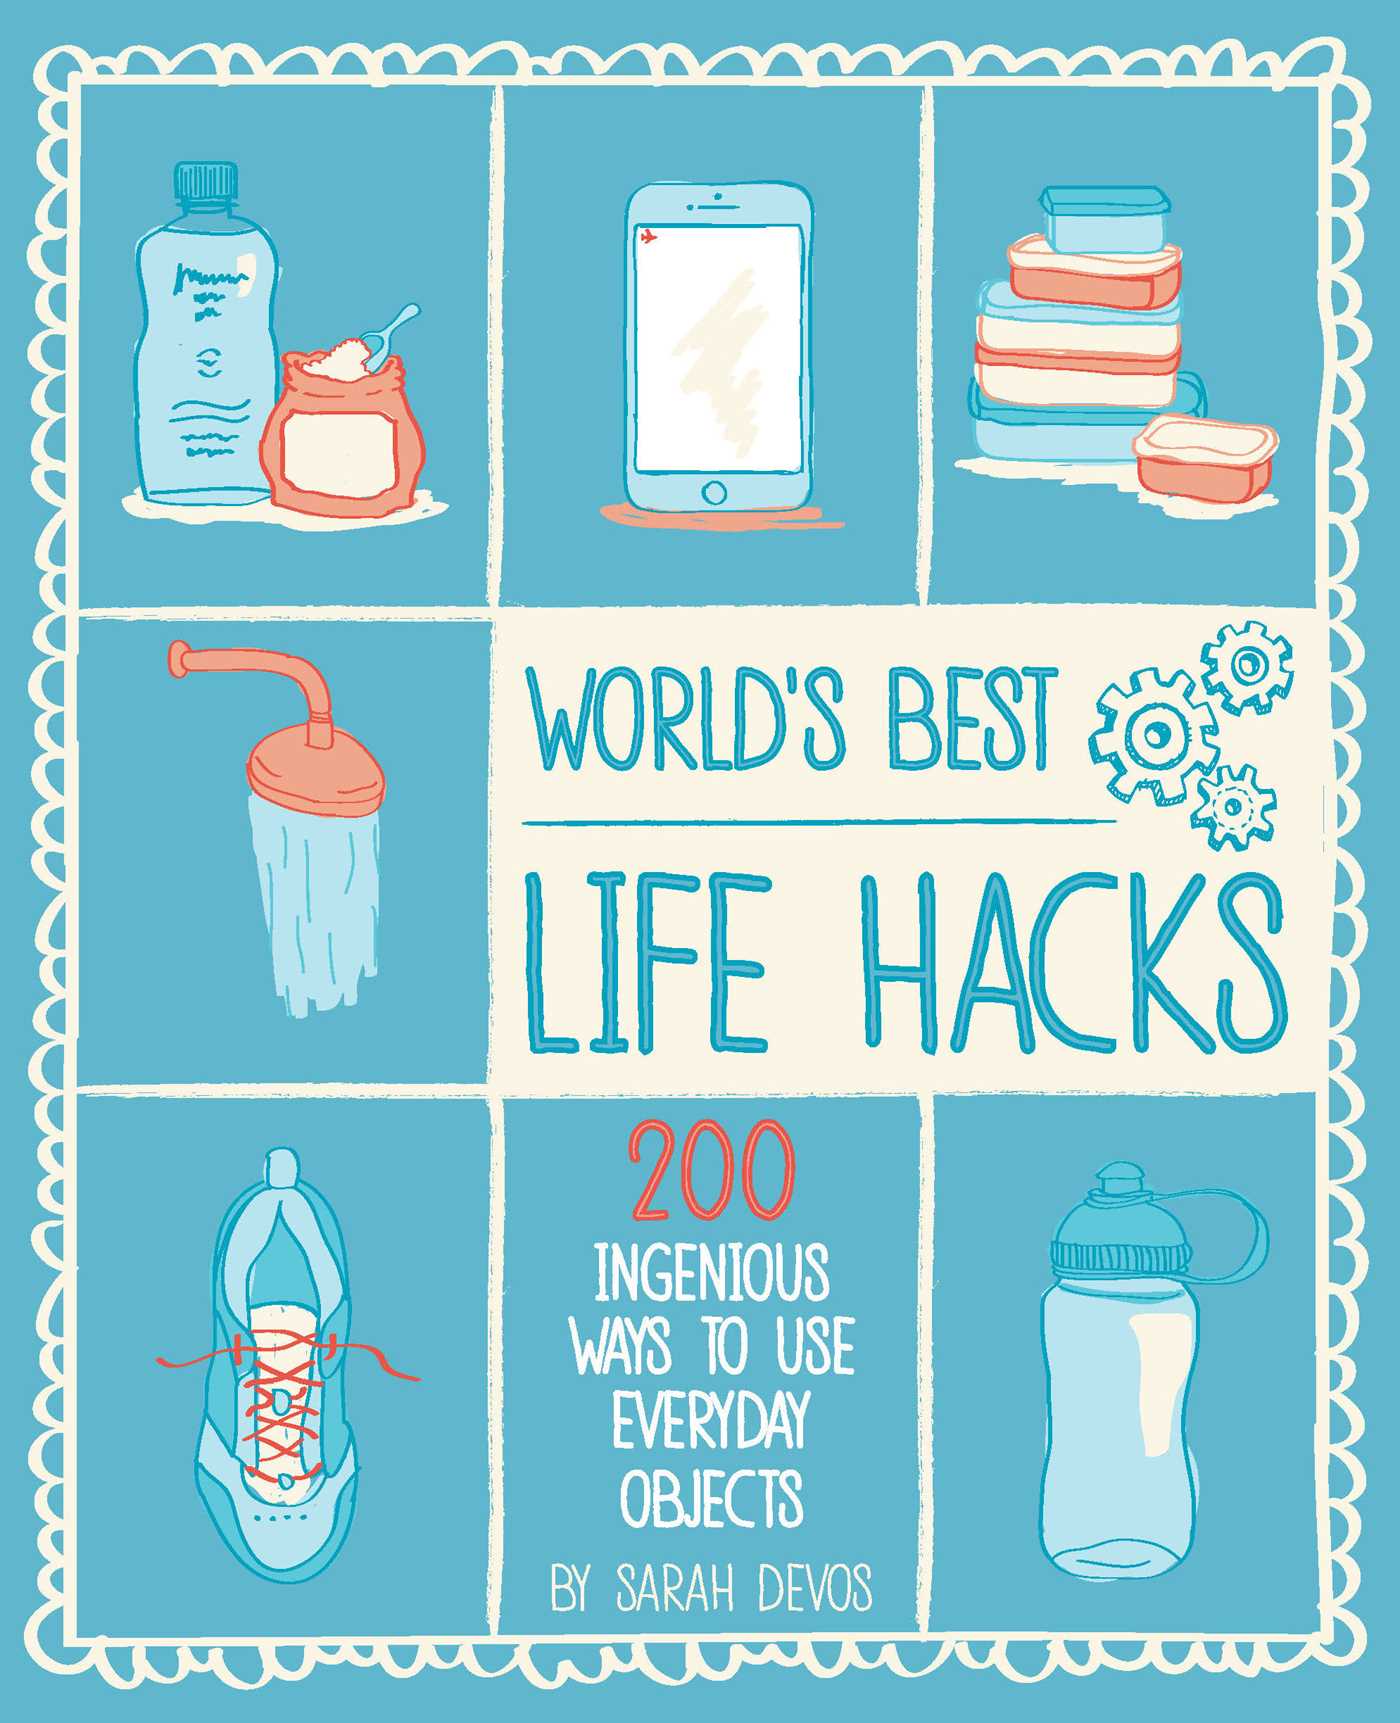 WORLD'S BEST
LIFE HACKS
200
INGENIOUS
WAYS TO USE
EVERYDAY
OBJECTS
BY SARAH DEVOS